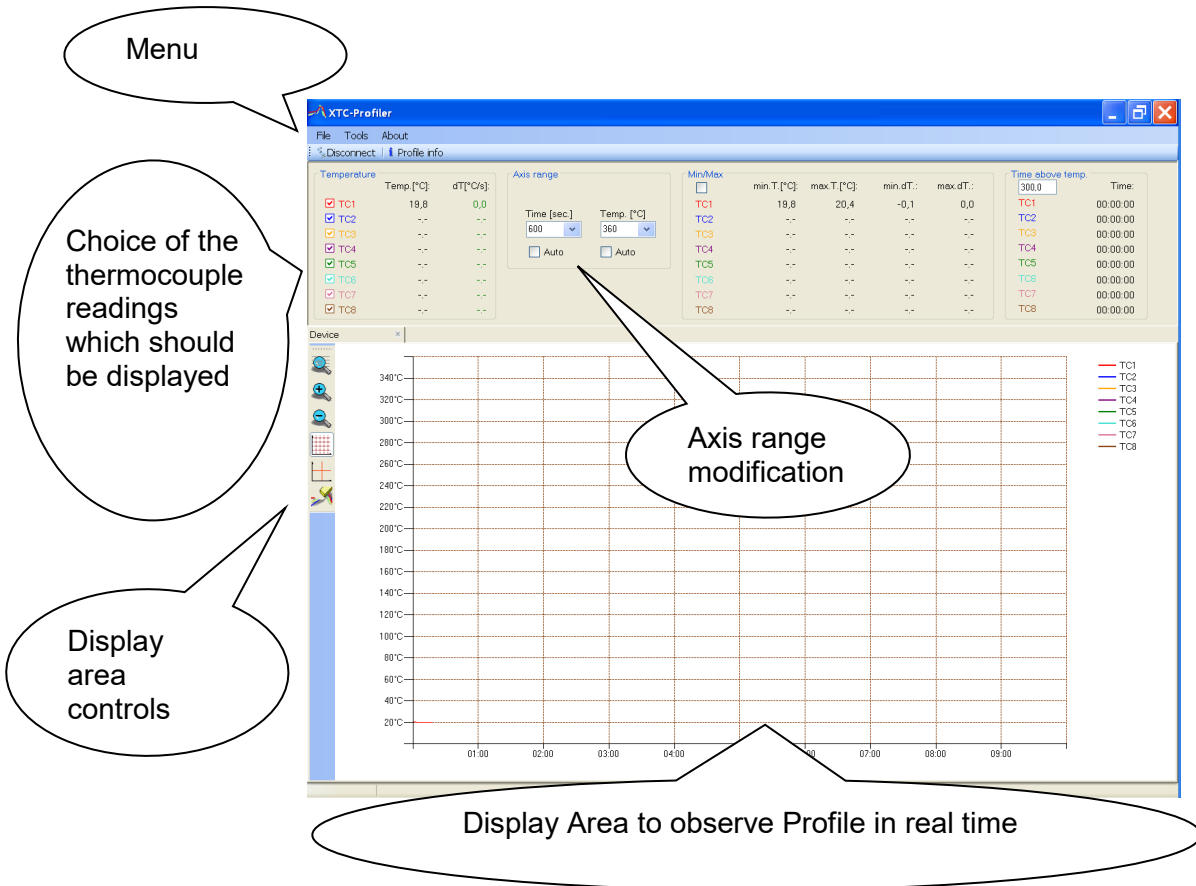 Menu
XTC-Profiler
File Tools About
Disconnect Profile info
Temperature
Temp.[°C]: dT[°C/s]:
TC1 19,8 0,0
TC2 -,- -,-
TC3 -,- -,-
TC4 -,- -,-
TC5 -,- -,-
TC6 -,- -,-
TC7 -,- -,-
TC8 -,- -,-
Axis range
Time [sec.] Temp. [°C]
600 360
Auto Auto
Min/Max
min.T.[°C]: max.T.[°C]: min.dT.: max.dT.:
TC1 19,8 20,4 -0,1 0,0
TC2 -,- -,- -,- -,-
TC3 -,- -,- -,- -,-
TC4 -,- -,- -,- -,-
TC5 -,- -,- -,- -,-
TC6 -,- -,- -,- -,-
TC7 -,- -,- -,- -,-
TC8 -,- -,- -,- -,-
Time above temp.
300,0 Time:
TC1 00:00:00
TC2 00:00:00
TC3 00:00:00
TC4 00:00:00
TC5 00:00:00
TC6 00:00:00
TC7 00:00:00
TC8 00:00:00
Choice of the
thermocouple
readings
which should
be displayed
Device ×
340°C
320°C
300°C
280°C
260°C
240°C
220°C
200°C
180°C
160°C
140°C
120°C
100°C
80°C
60°C
40°C
20°C
01:00 02:00 03:00 04:00 07:00 08:00 09:00
TC1
TC2
TC3
TC4
TC5
TC6
TC7
TC8
Axis range
modification
Display
area
controls
Display Area to observe Profile in real time